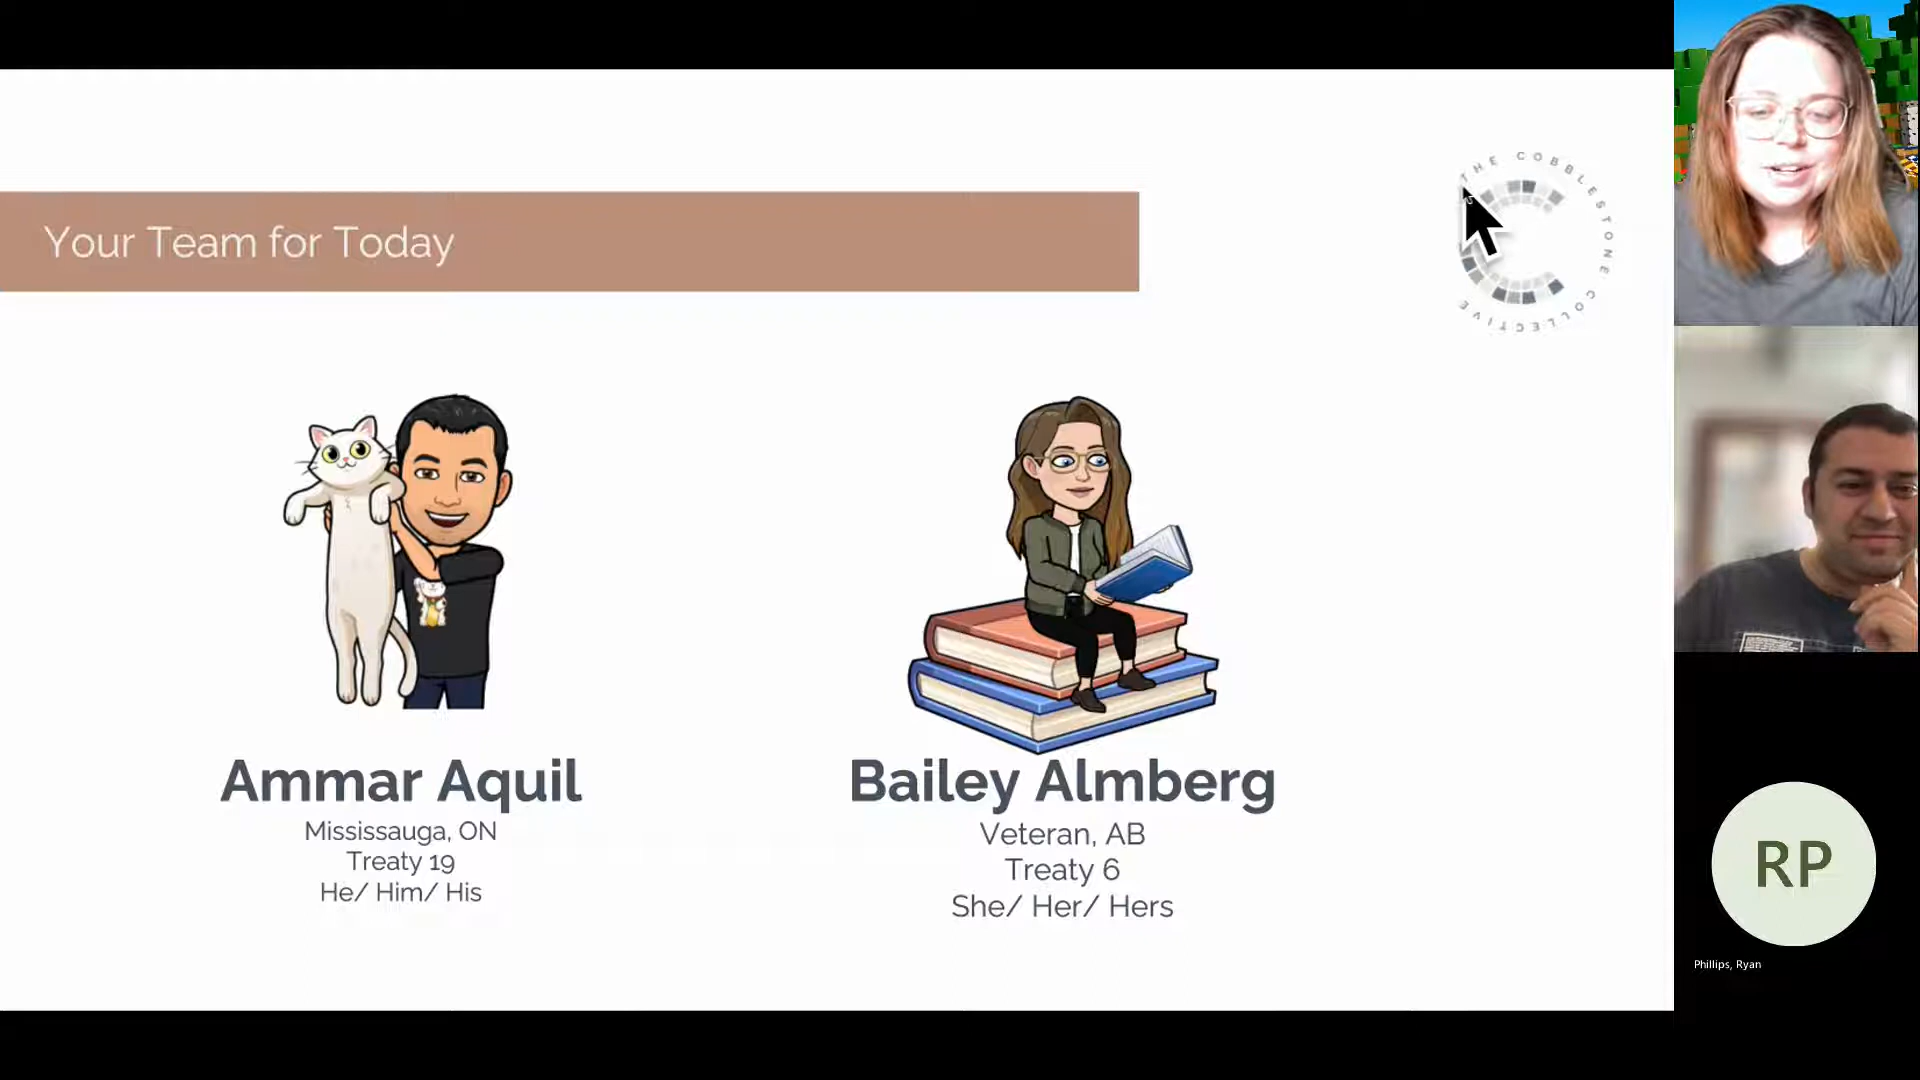 Your Team for Today
THE COBBLESTONE COLLECTIVE
Ammar Aquil
Mississauga, ON
Treaty 19
He/ Him/ His
Bailey Almberg
Veteran, AB
Treaty 6
She/ Her/ Hers
RP
Phillips, Ryan